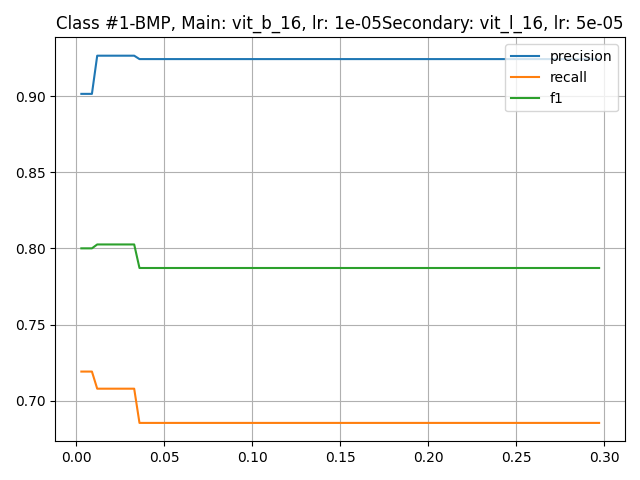 Class #1-BMP, Main: vit_b_16, lr: 1e-05Secondary: vit_l_16, lr: 5e-05
precision
recall
f1
0.90
0.85
0.80
0.75
0.70
0.00 0.05 0.10 0.15 0.20 0.25 0.30